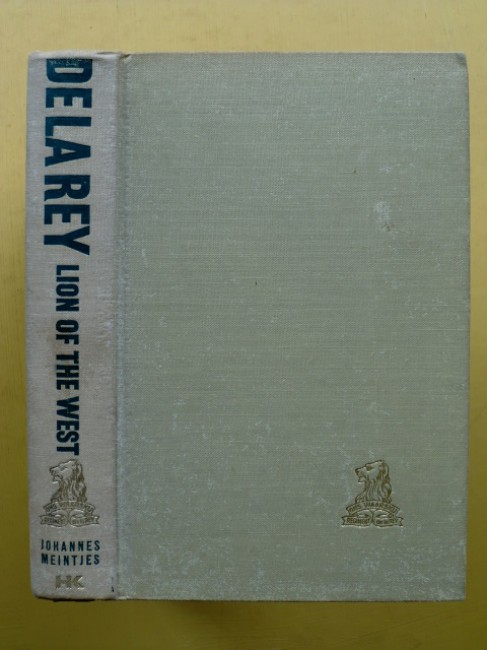 DE LA REY
LION OF THE WEST
JOHANNES
MEINTJES
HK